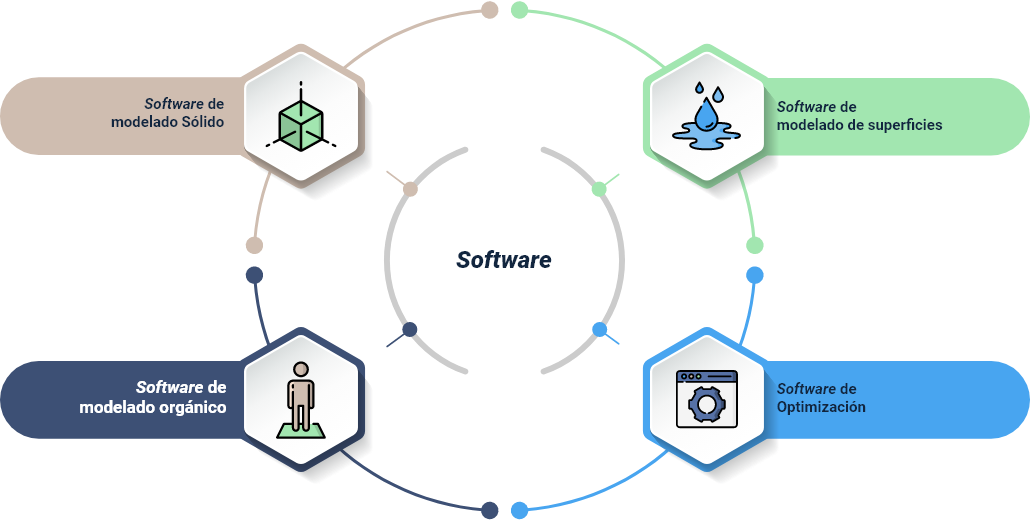 Software de
modelado Sólido
Software de
modelado de superficies
Software
Software de
modelado orgánico
Software de
Optimización